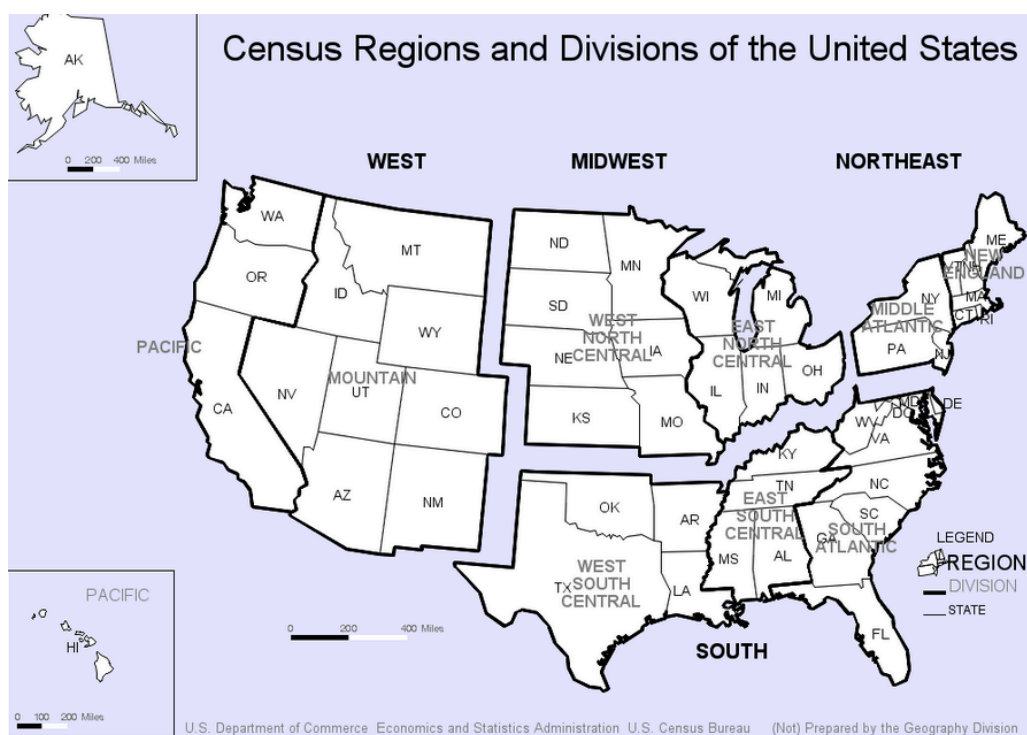 Census Regions and Divisions of the United States
AK
0 200 400 Miles
WEST
MIDWEST
NORTHEAST
WA
MT
ND
MN
ME
OR
ID
SD
WI
MI
NY
NEW
ENGLAND
MA
CT
RI
WY
WEST
NORTH
CENTRAL
EAST
NORTH
CENTRAL
MIDDLE
ATLANTIC
PACIFIC
NE
IA
PA
NJ
OH
MOUNTAIN
NV
UT
CO
CA
KS
MO
IL
IN
DE
MD
DC
WV
VA
KY
AZ
NM
OK
AR
TN
NC
EAST
SOUTH
CENTRAL
SC
SOUTH
ATLANTIC
GA
MS
AL
LEGEND
REGION
DIVISION
STATE
TX
WEST
SOUTH
CENTRAL
LA
FL
PACIFIC
HI
0 200 400 Miles
SOUTH
0 100 200 Miles
U.S. Department of Commerce Economics and Statistics Administration U.S. Census Bureau (Not) Prepared by the Geography Division